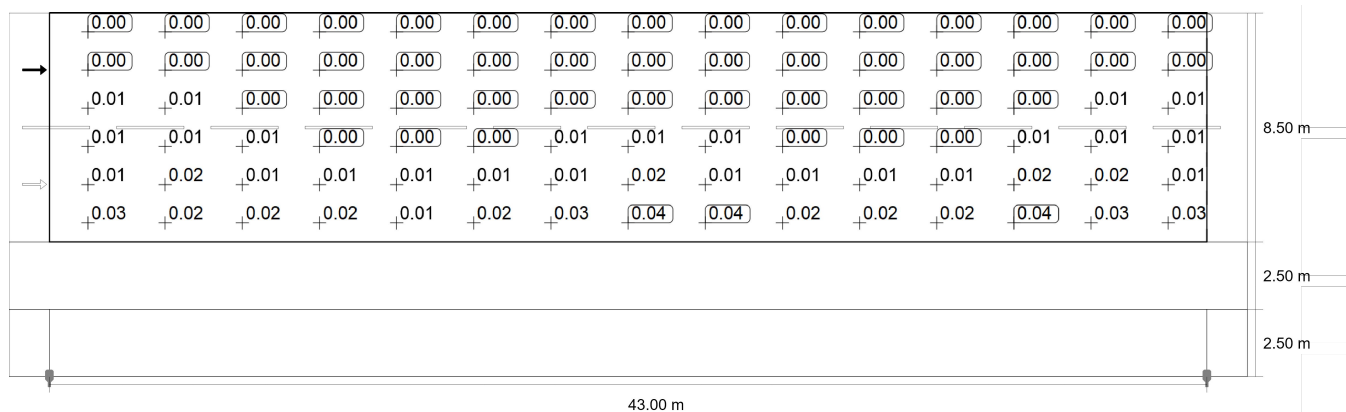 0.00 0.00 0.00 0.00 0.00 0.00 0.00 0.00 0.00 0.00 0.00 0.00 0.00 0.00 0.00
0.00 0.00 0.00 0.00 0.00 0.00 0.00 0.00 0.00 0.00 0.00 0.00 0.00 0.00 0.00
0.01 0.01 0.00 0.00 0.00 0.00 0.00 0.00 0.00 0.00 0.00 0.00 0.00 0.01 0.01
0.01 0.01 0.01 0.00 0.00 0.00 0.01 0.01 0.01 0.00 0.00 0.00 0.01 0.01 0.01
8.50 m
0.01 0.02 0.01 0.01 0.01 0.01 0.01 0.02 0.01 0.01 0.01 0.01 0.02 0.02 0.01
0.03 0.02 0.02 0.02 0.01 0.02 0.03 0.04 0.04 0.02 0.02 0.02 0.04 0.03 0.03
2.50 m
2.50 m
43.00 m